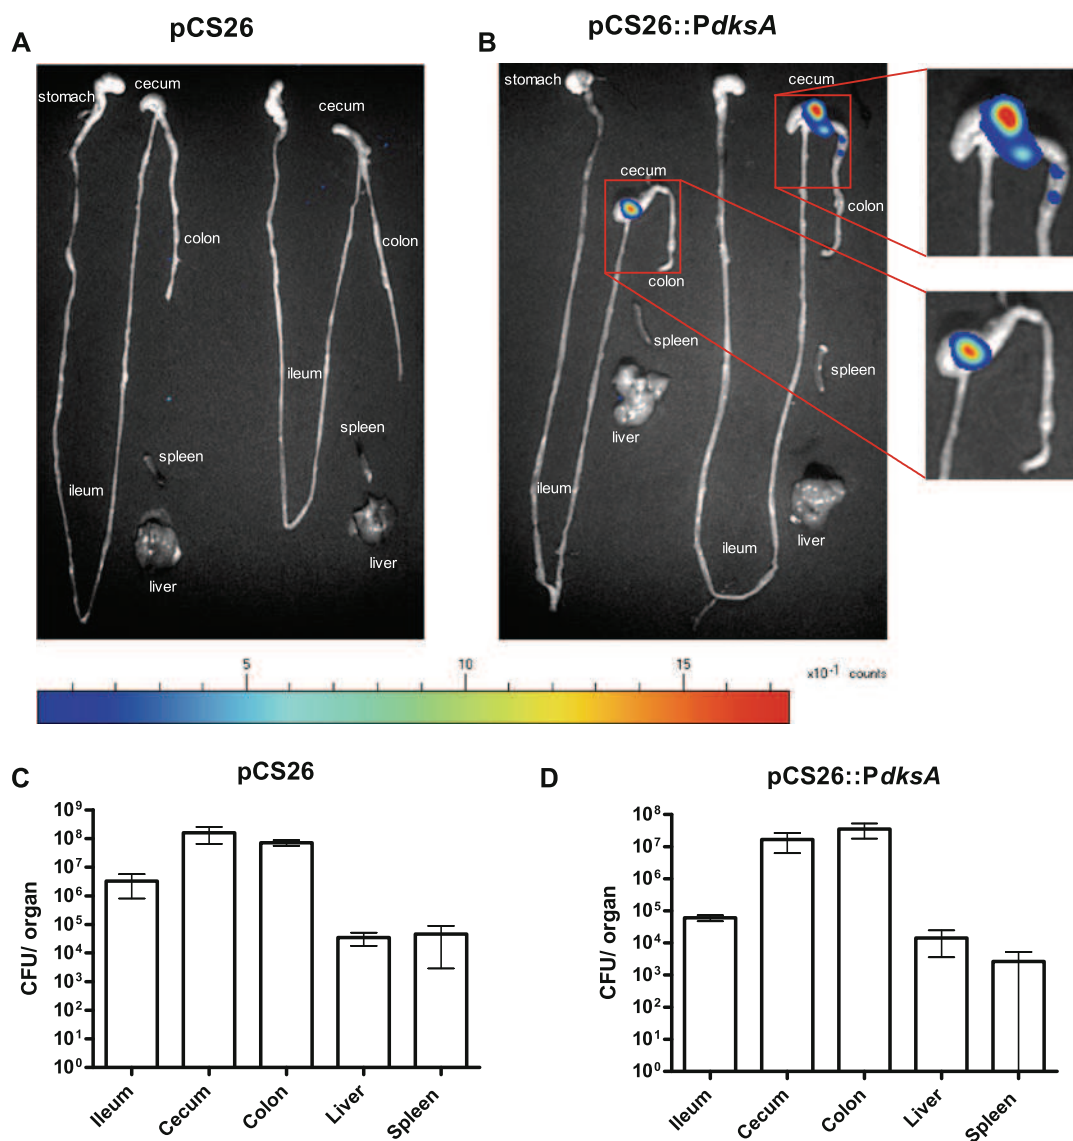 A
pCS26
B
pCS26::PdksA
stomach
cecum
cecum
colon
colon
ileum
ileum
spleen
spleen
liver
liver
stomach
cecum
cecum
colon
colon
spleen
spleen
liver
liver
ileum
ileum
5 10 15 x10⁻¹ counts
C
pCS26
CFU/ organ
10⁹
10⁸
10⁷
10⁶
10⁵
10⁴
10³
10²
10¹
10⁰
Ileum Cecum Colon Liver Spleen
D
pCS26::PdksA
CFU/ organ
10⁸
10⁷
10⁶
10⁵
10⁴
10³
10²
10¹
10⁰
Ileum Cecum Colon Liver Spleen